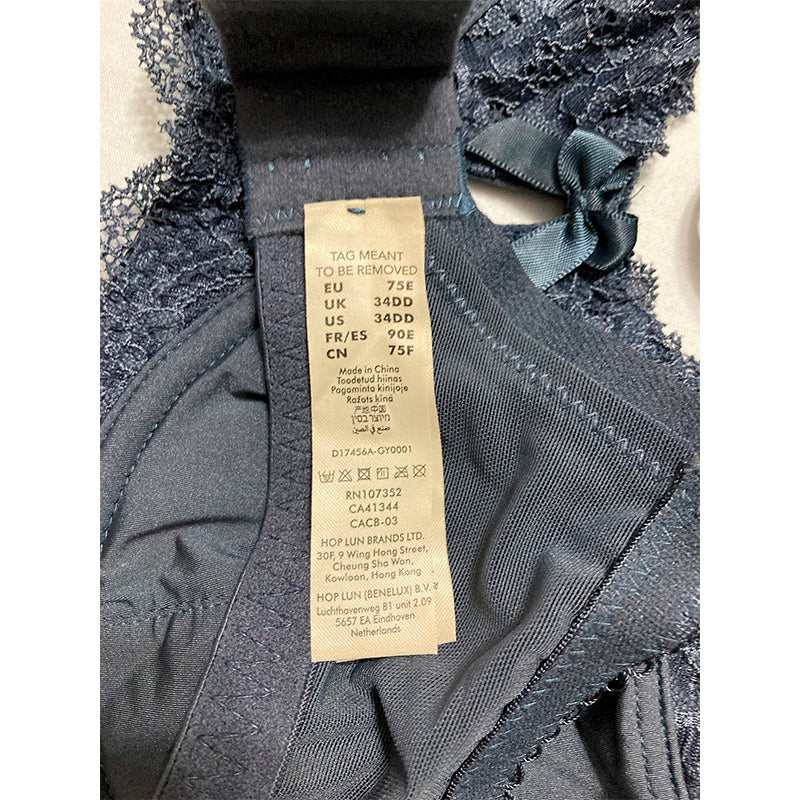 TAG MEANT
TO BE REMOVED
EU 75E
UK 34DD
US 34DD
FR/ES 90E
CN 75F
Made in China
Toodetud hiinas
Pagaminta kinijoje
Ražots ķīnā
产地中国
מיוצר בסין
صنع في الصين
D17456A-GY0001
RN107352
CA41344
CACB-03
HOP LUN BRANDS LTD.
30F, 9 Wing Hong Street,
Cheung Sha Wan,
Kowloon, Hong Kong
HOP LUN (BENELUX) B.V.
Luchthavenweg 81 unit 2.09
5657 EA Eindhoven
Netherlands